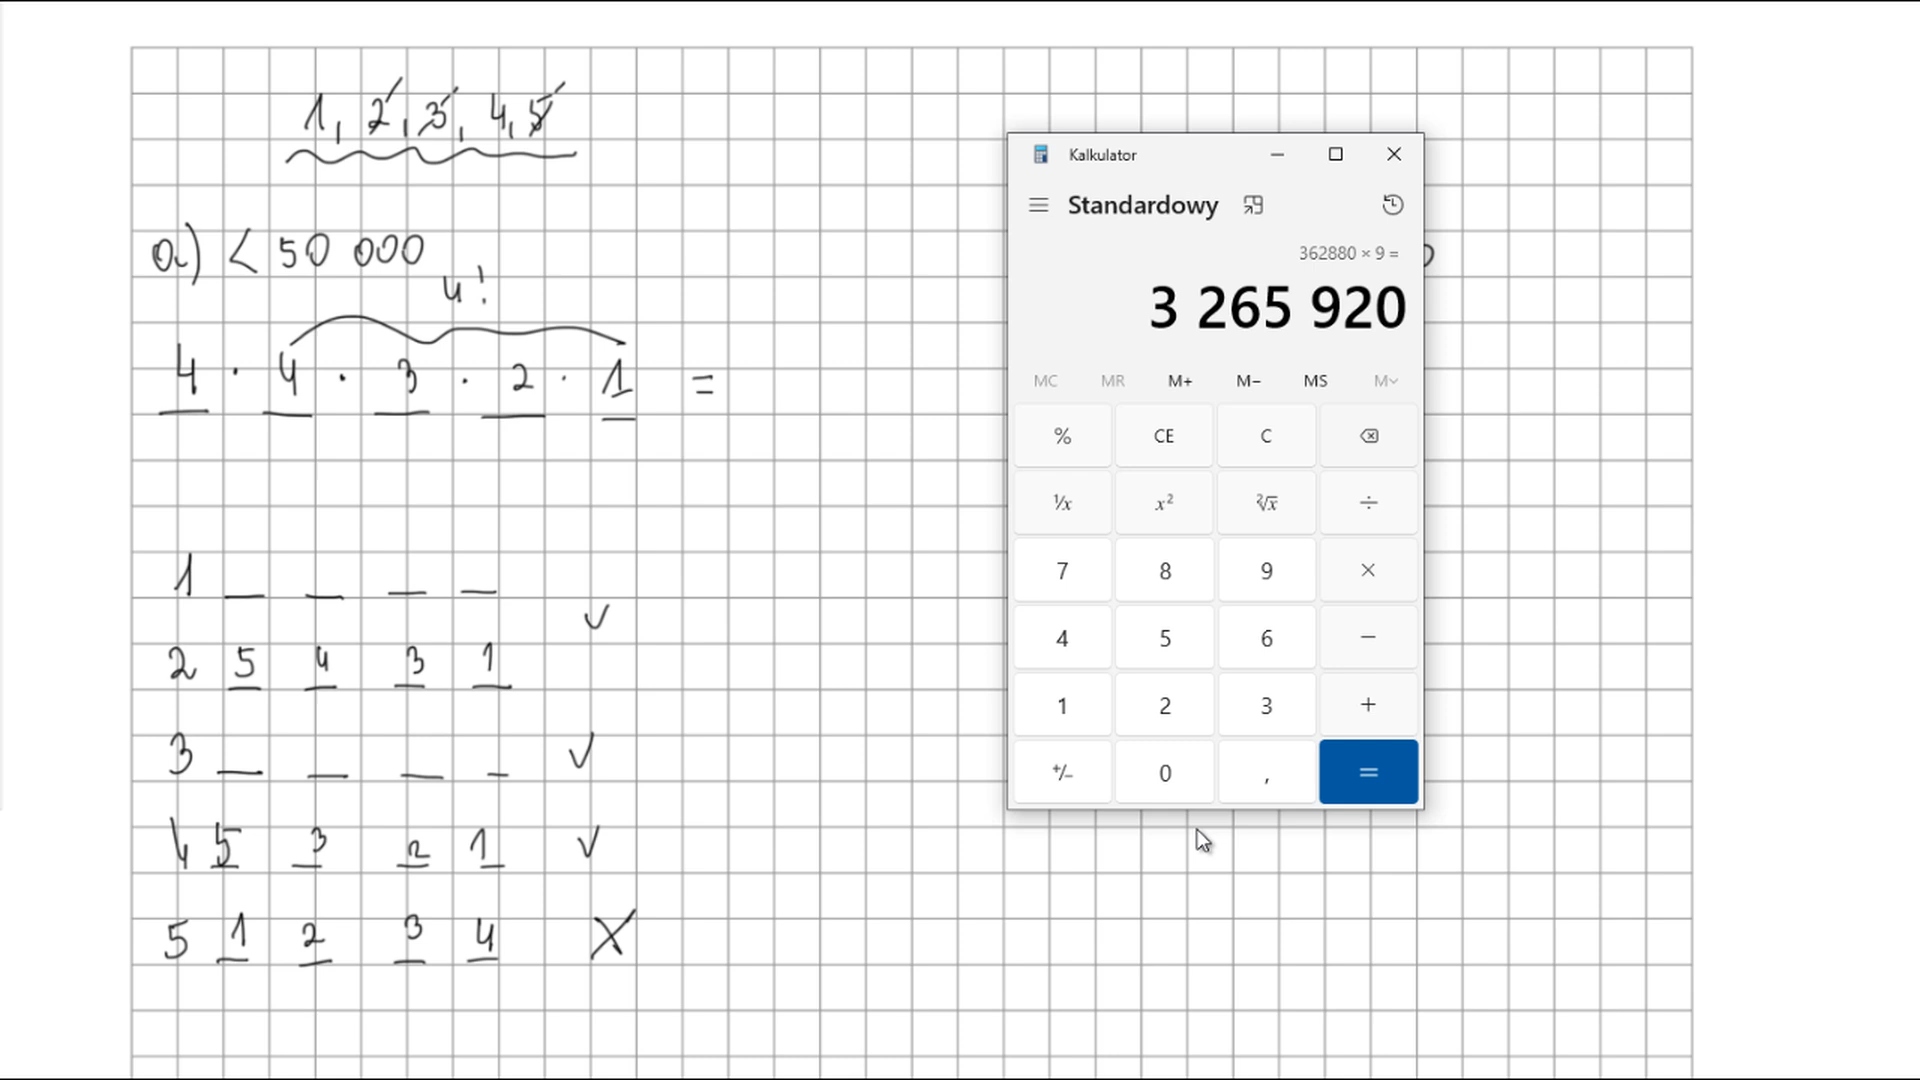 1, 2, 3, 4, 5
a.) < 50 000
4!
4 · 4 · 3 · 2 · 1 =
1 _ _ _ _
2 5 4 3 1 ✓
3 _ _ _ _ ✓
4 5 3 2 1 ✓
5 1 2 3 4 X
Kalkulator
Standardowy
362880 × 9 =
3 265 920
MC MR M+ M− MS M˅
% CE C
¹/x x² ²√x ÷
7 8 9 ×
4 5 6 −
1 2 3 +
+/− 0 , =